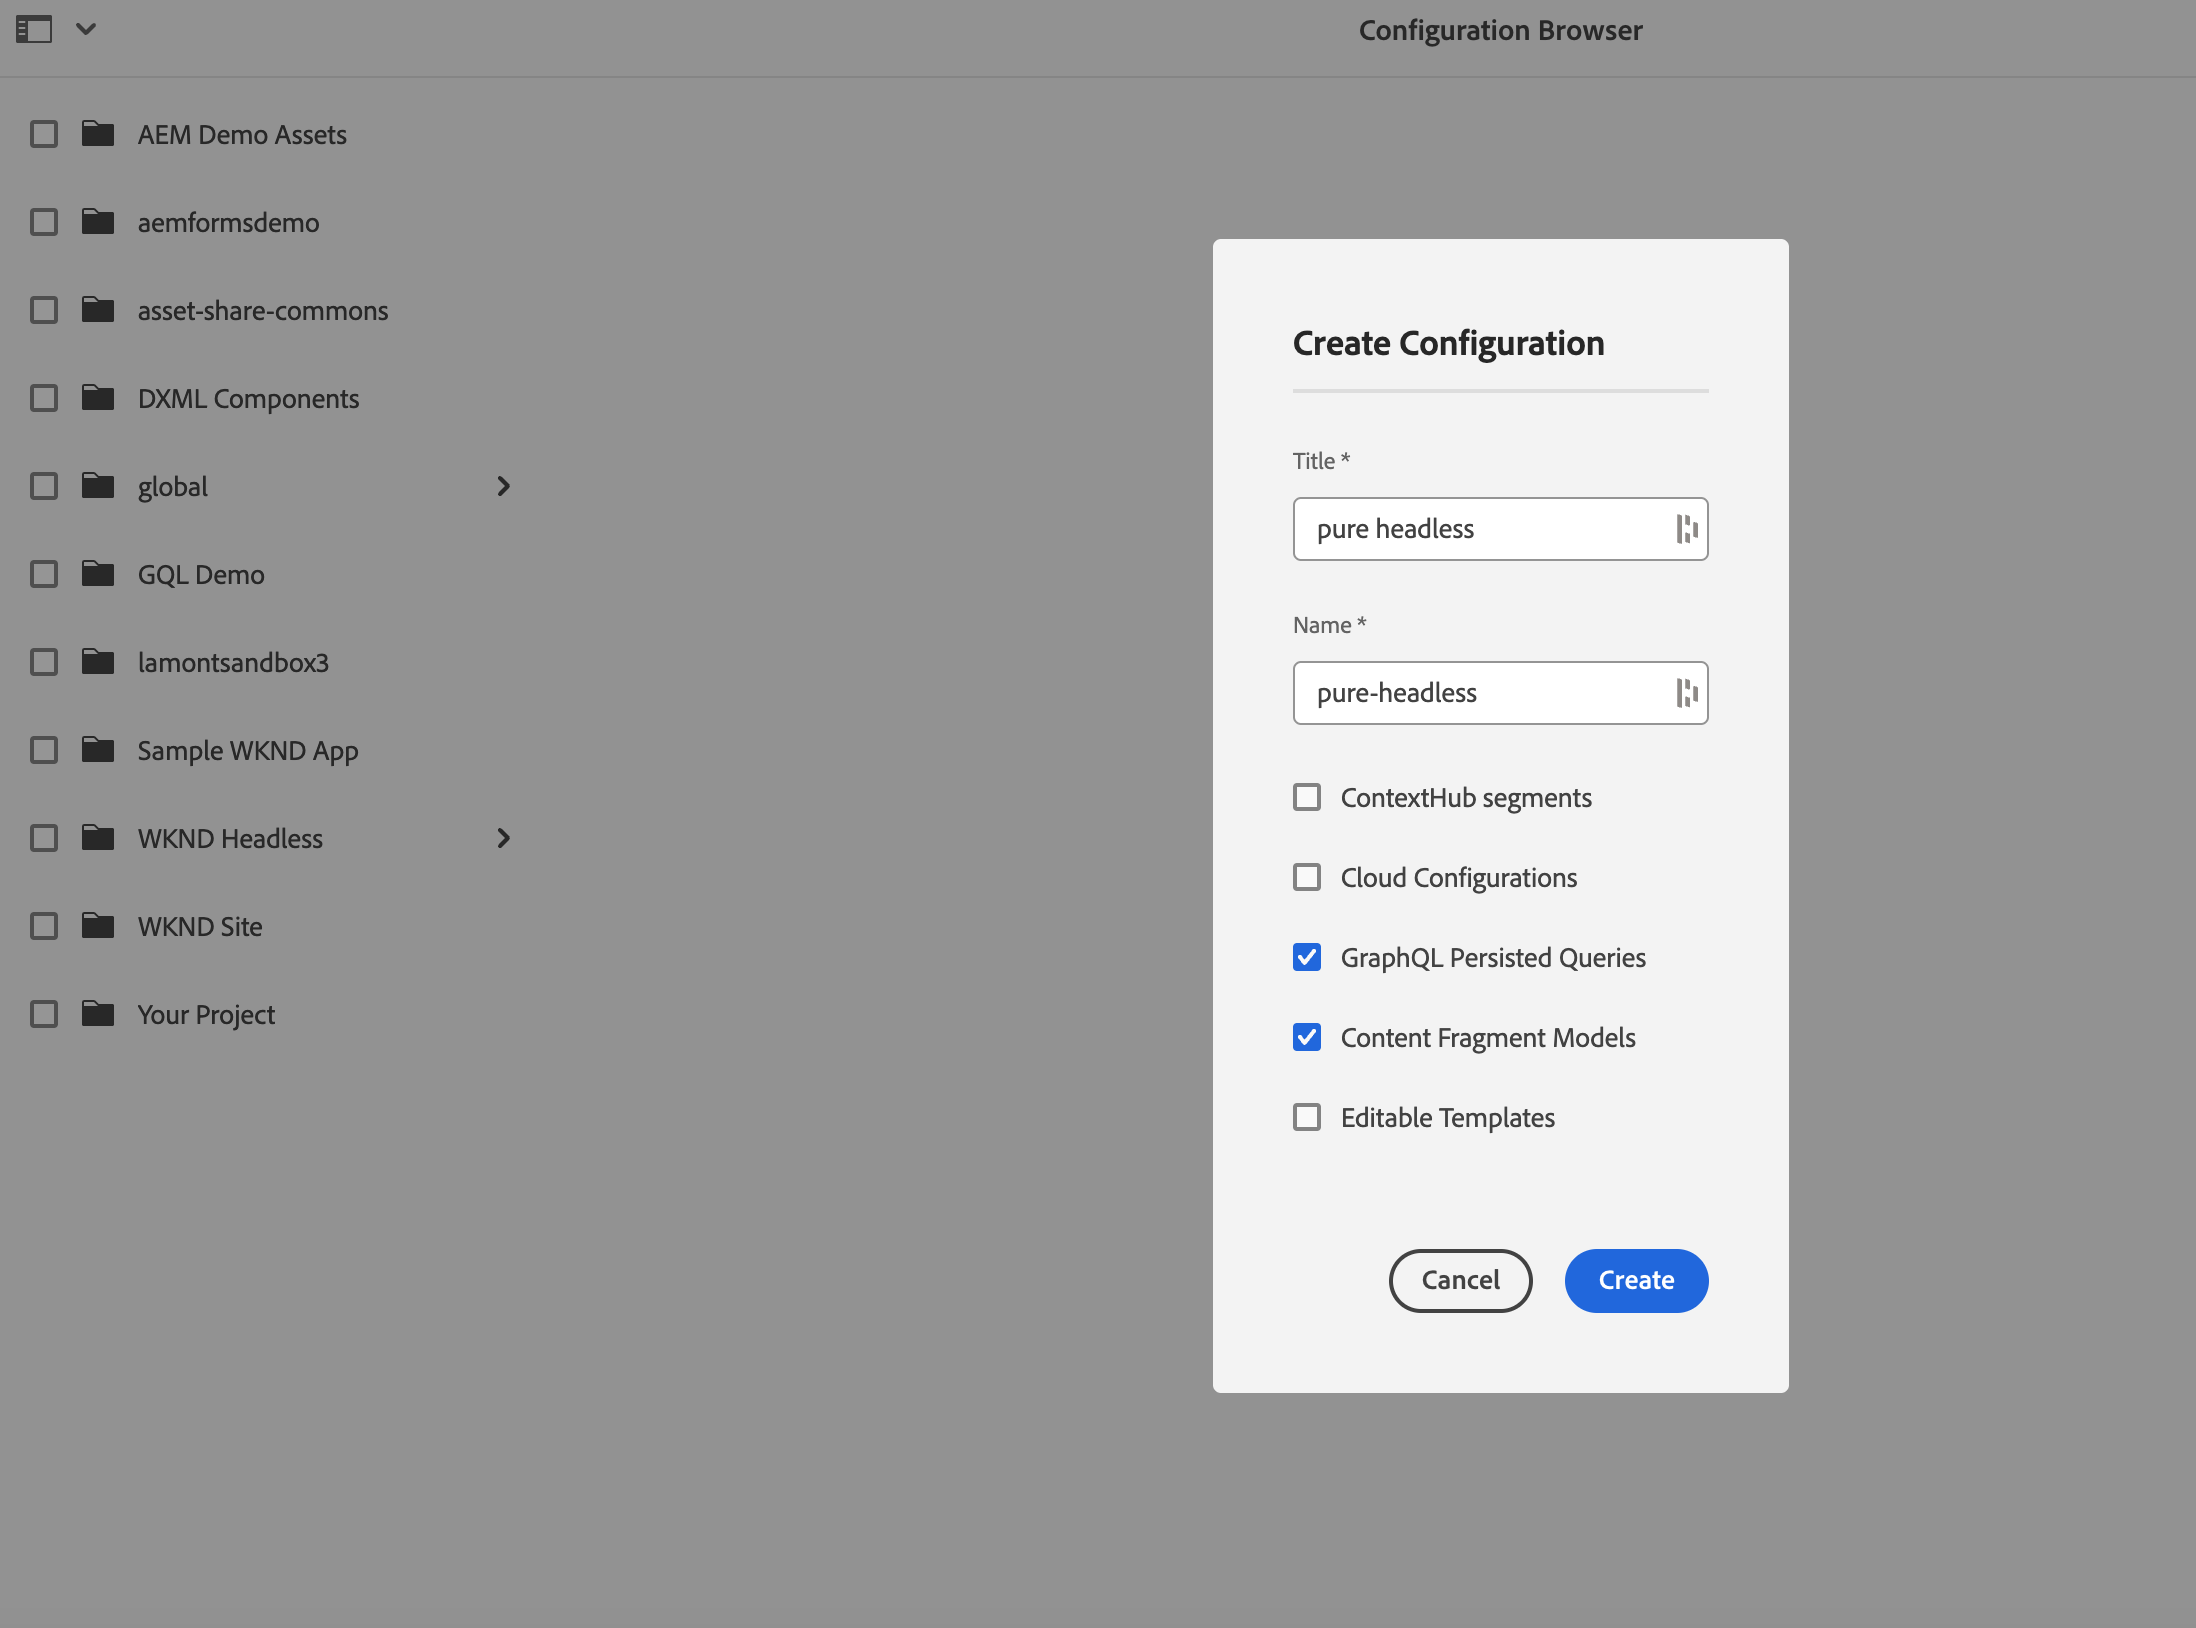 Configuration Browser
AEM Demo Assets
aemformsdemo
asset-share-commons
DXML Components
global
GQL Demo
lamontsandbox3
Sample WKND App
WKND Headless
WKND Site
Your Project
Create Configuration
Title *
pure headless
Name *
pure-headless
ContextHub segments
Cloud Configurations
GraphQL Persisted Queries
Content Fragment Models
Editable Templates
Cancel
Create